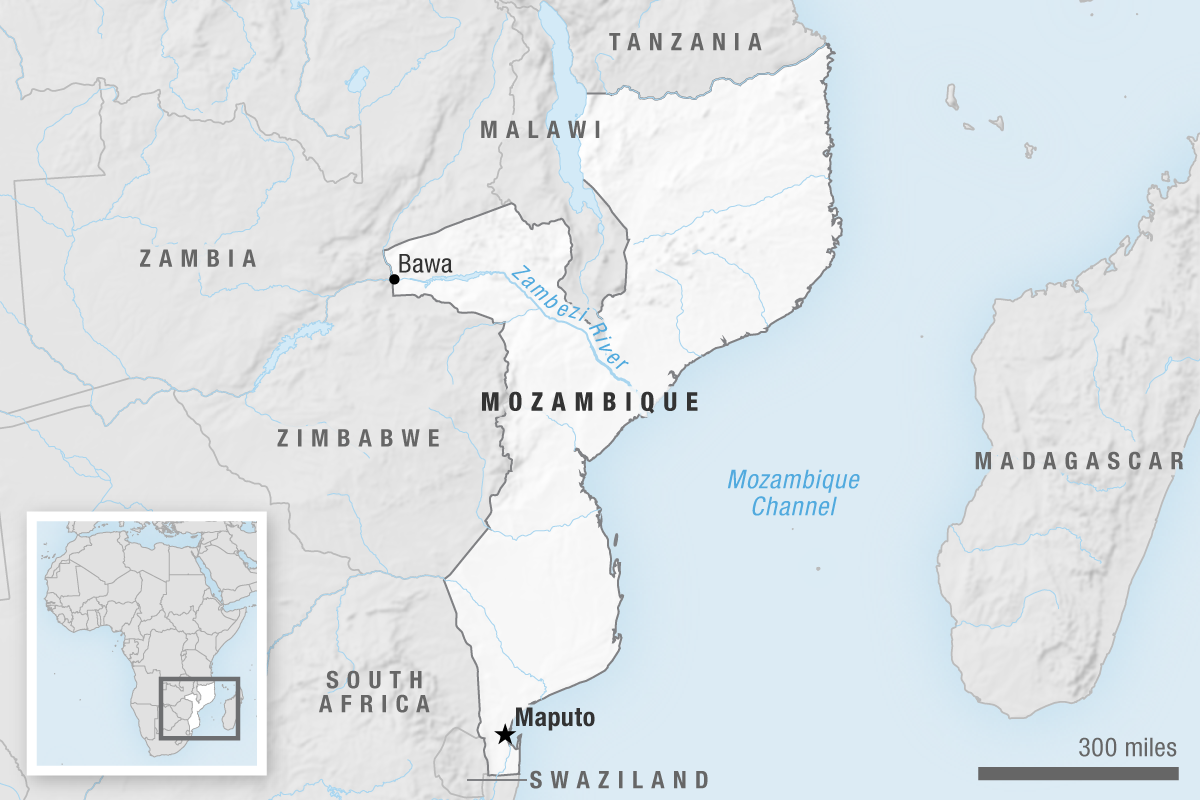 TANZANIA
MALAWI
ZAMBIA
Bawa
Zambezi River
MOZAMBIQUE
ZIMBABWE
MADAGASCAR
Mozambique
Channel
SOUTH
AFRICA
Maputo
300 miles
SWAZILAND